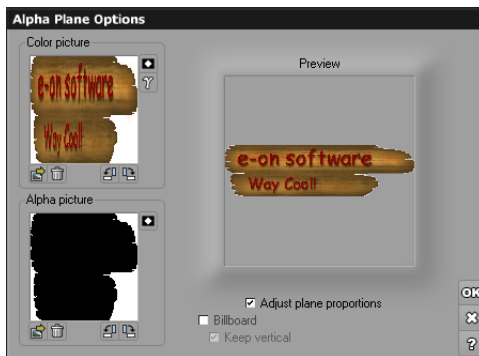 Alpha Plane Options
Color picture
e-on software
Way Cool!
Alpha picture
Preview
e-on software
Way Cool!
Adjust plane proportions
Billboard
Keep vertical
OK
?